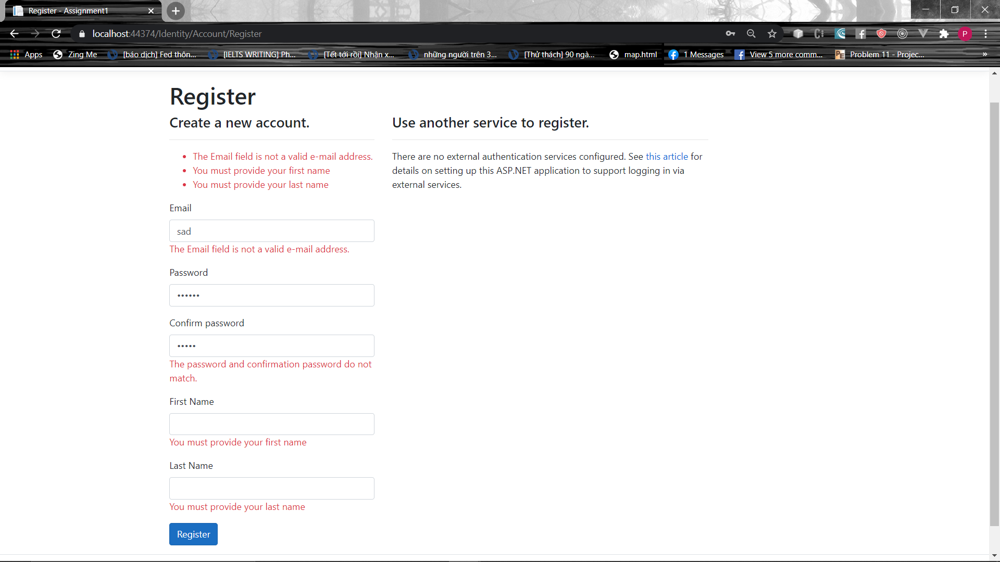 Register - Assignment1
localhost:44374/Identity/Account/Register
P
Apps
Zing Me
[báo dịch] Fed thôn...
[IELTS WRITING] Ph...
[Tết tới rồi] Nhận x...
những người trên 3...
[Thử thách] 90 ngà...
map.html
1 Messages
View 5 more comm...
Problem 11 - Projec...
»
Register
Create a new account.
The Email field is not a valid e-mail address.
You must provide your first name
You must provide your last name
Email
sad
The Email field is not a valid e-mail address.
Password
••••••
Confirm password
•••••
The password and confirmation password do not
match.
First Name
You must provide your first name
Last Name
You must provide your last name
Register
Use another service to register.
There are no external authentication services configured. See this article for
details on setting up this ASP.NET application to support logging in via
external services.